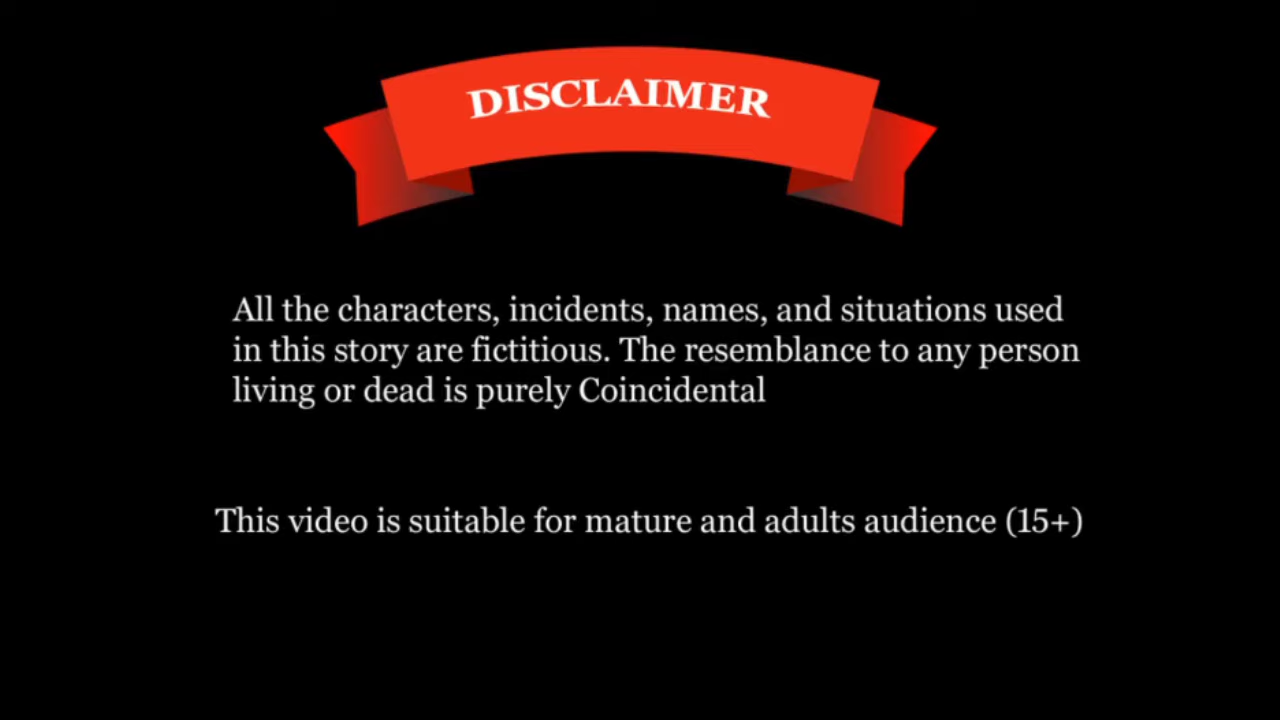 DISCLAIMER
All the characters, incidents, names, and situations used
in this story are fictitious. The resemblance to any person
living or dead is purely Coincidental
This video is suitable for mature and adults audience (15+)